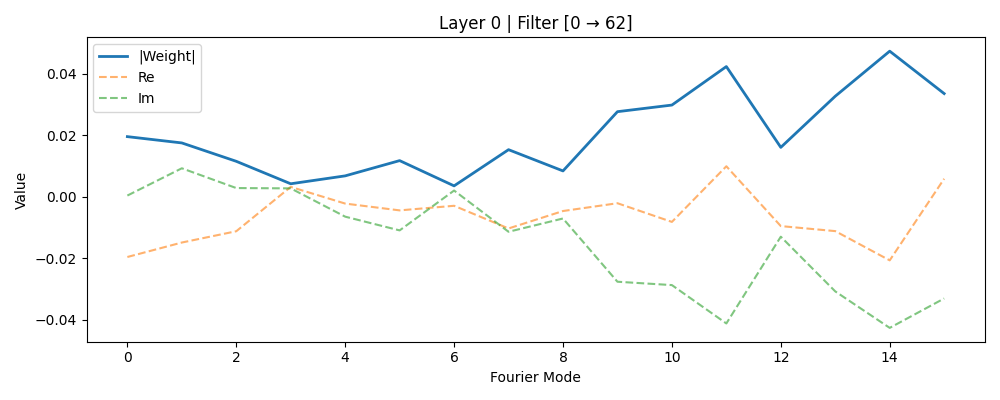 Layer 0 | Filter [0 → 62]
|Weight|
Re
Im
0.04
0.02
0.00
−0.02
−0.04
Value
0 2 4 6 8 10 12 14
Fourier Mode